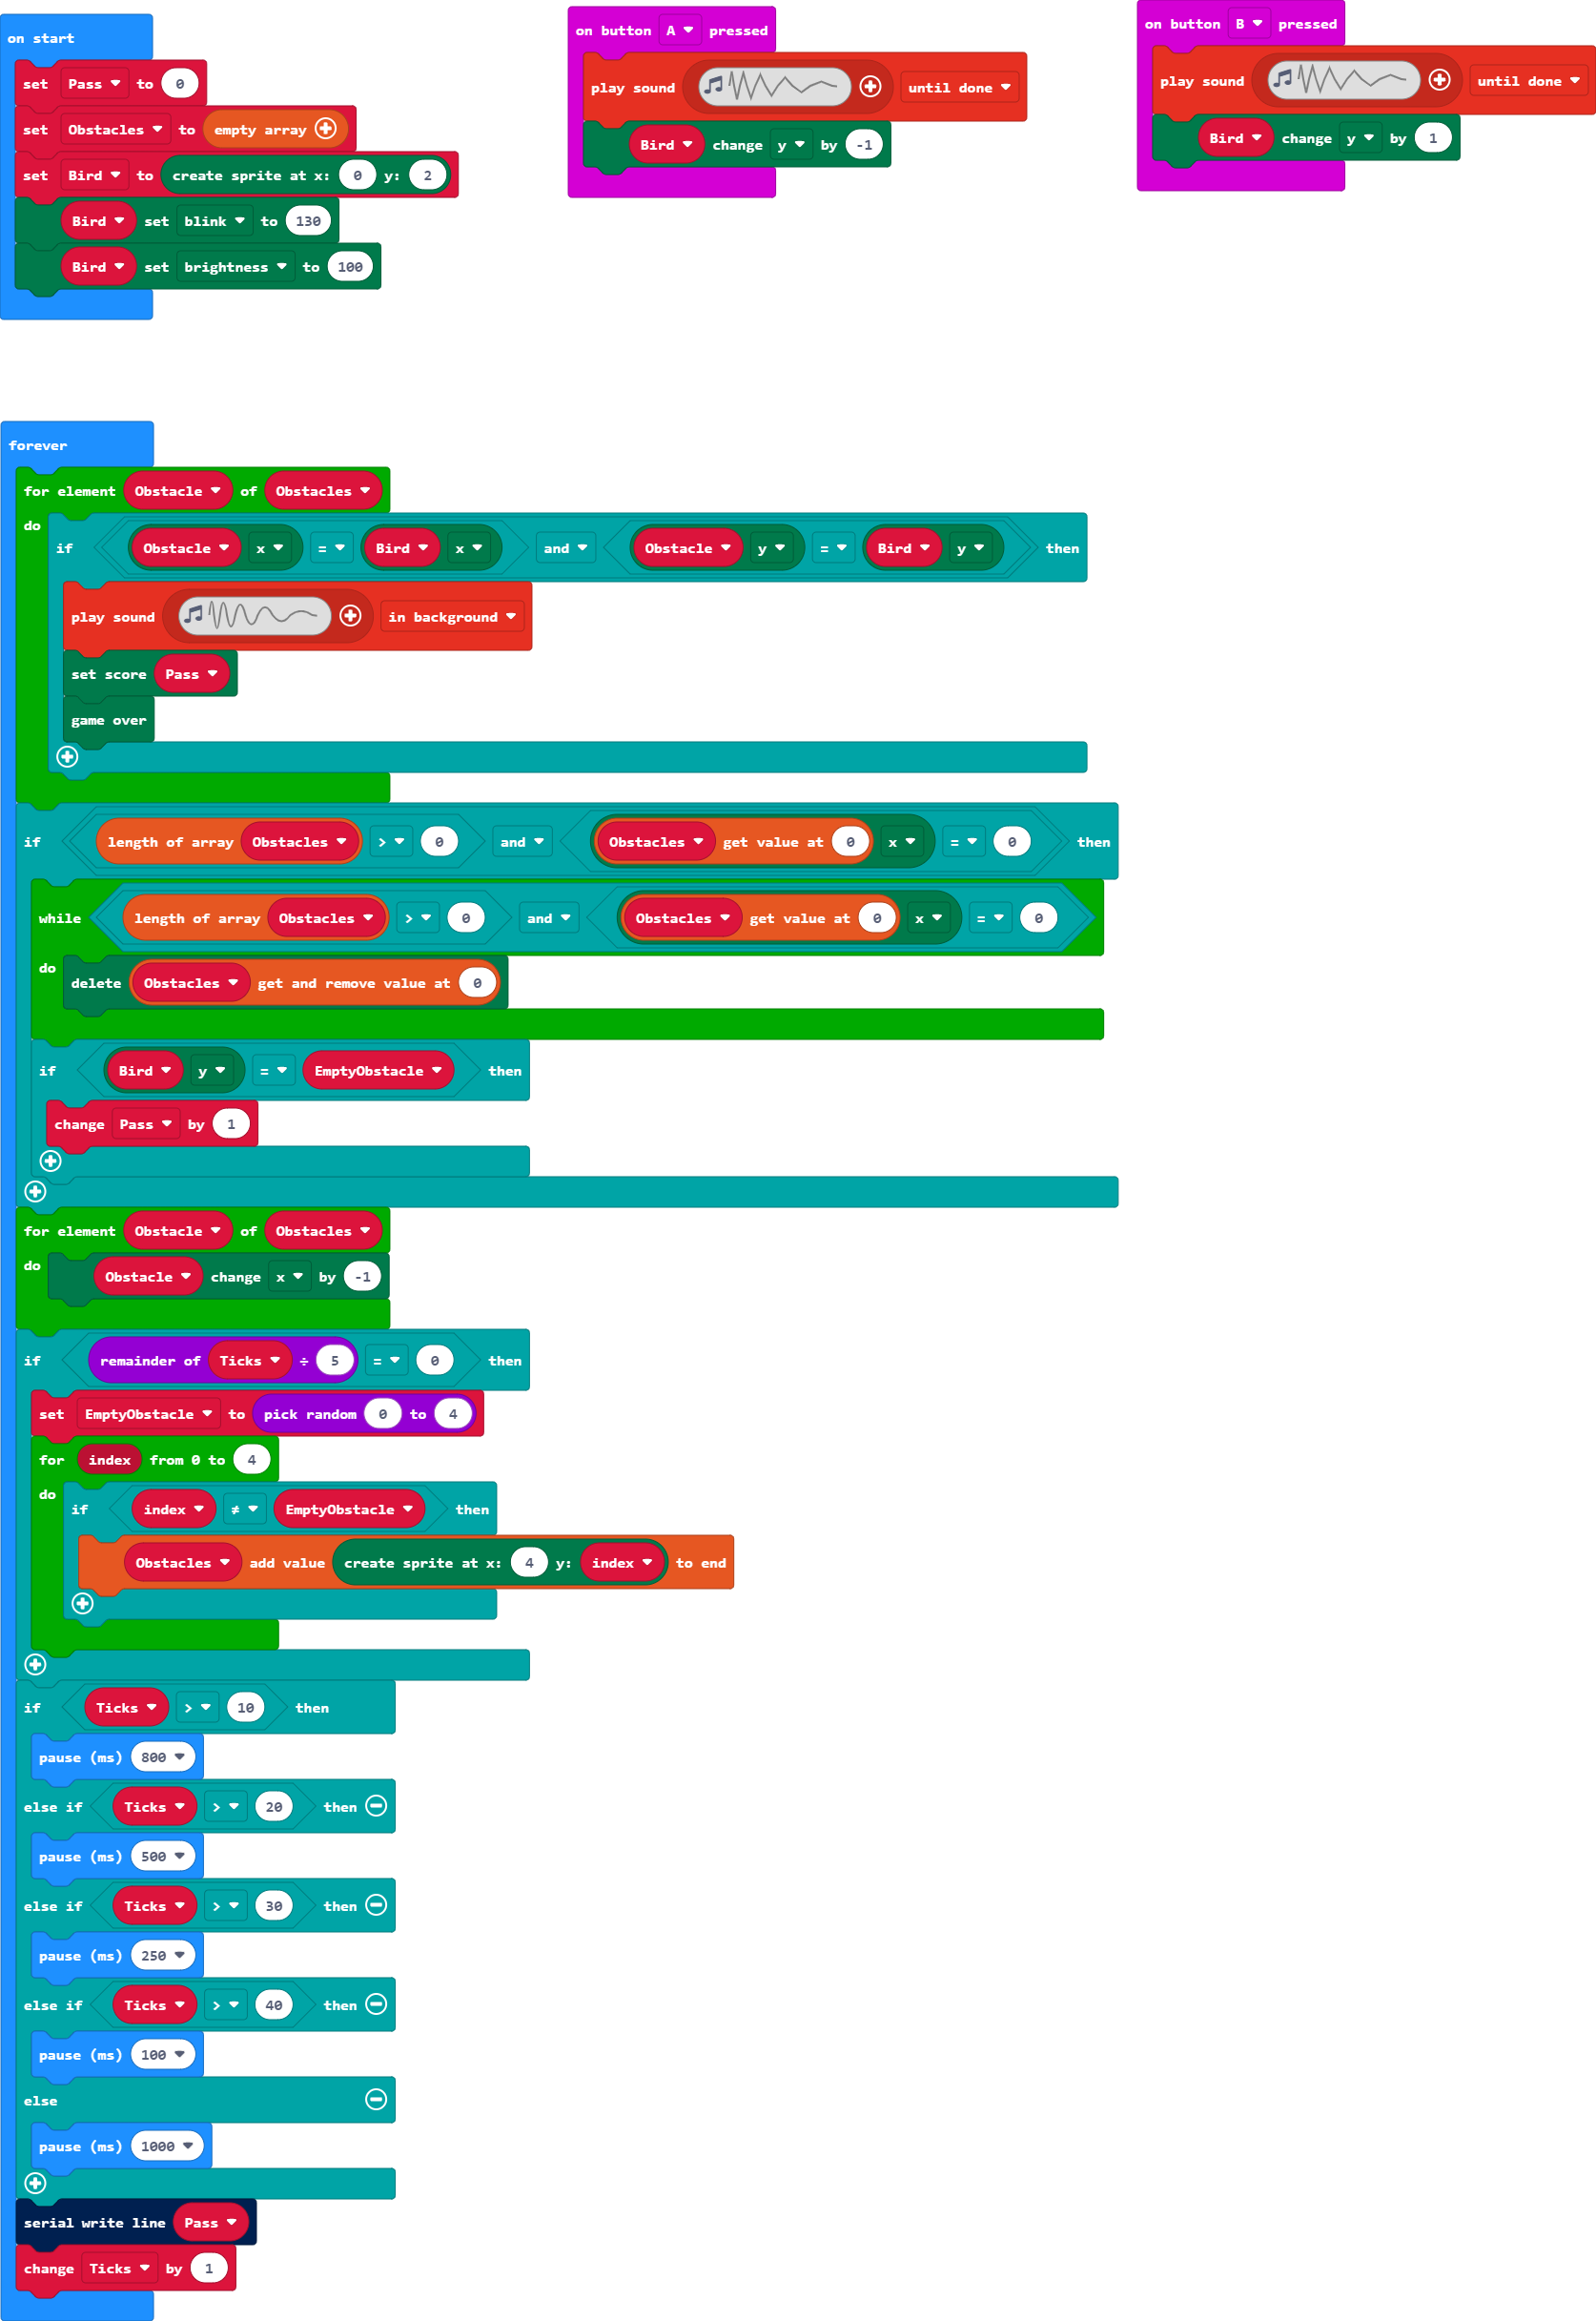 on start
set Pass to 0
set Obstacles to empty array
set Bird to create sprite at x: 0 y: 2
Bird set blink to 130
Bird set brightness to 100
on button A pressed
play sound until done
Bird change y by -1
on button B pressed
play sound until done
Bird change y by 1
forever
for element Obstacle of Obstacles
do
if Obstacle x = Bird x and Obstacle y = Bird y then
play sound in background
set score Pass
game over
if length of array Obstacles > 0 and Obstacles get value at 0 x = 0 then
while length of array Obstacles > 0 and Obstacles get value at 0 x = 0
do delete Obstacles get and remove value at 0
if Bird y = EmptyObstacle then
change Pass by 1
for element Obstacle of Obstacles
do Obstacle change x by -1
if remainder of Ticks ÷ 5 = 0 then
set EmptyObstacle to pick random 0 to 4
for index from 0 to 4
do if index ≠ EmptyObstacle then
Obstacles add value create sprite at x: 4 y: index to end
if Ticks > 10 then
pause (ms) 800
else if Ticks > 20 then
pause (ms) 500
else if Ticks > 30 then
pause (ms) 250
else if Ticks > 40 then
pause (ms) 100
else
pause (ms) 1000
serial write line Pass
change Ticks by 1